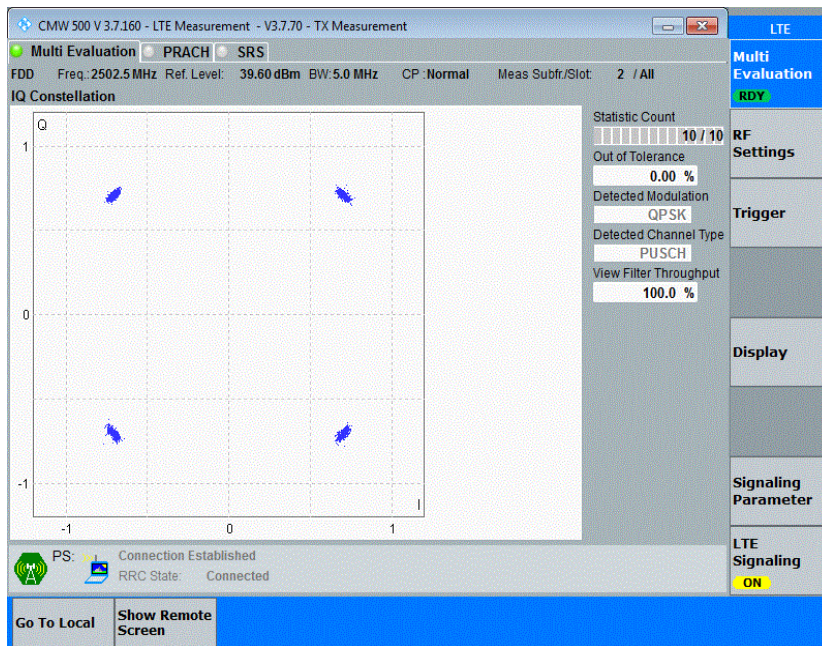 CMW 500 V 3.7.160 - LTE Measurement - V3.7.70 - TX Measurement
LTE
Multi Evaluation PRACH SRS
Multi
Evaluation
RDY
FDD Freq.: 2502.5 MHz Ref. Level: 39.60 dBm BW: 5.0 MHz CP : Normal Meas Subfr./Slot: 2 / All
IQ Constellation
Q
1
0
-1
I
-1 0 1
Statistic Count
10 / 10
Out of Tolerance
0.00 %
Detected Modulation
QPSK
Detected Channel Type
PUSCH
View Filter Throughput
100.0 %
RF
Settings
Trigger
Display
Signaling
Parameter
LTE
Signaling
ON
PS: Connection Established
RRC State: Connected
Go To Local
Show Remote
Screen